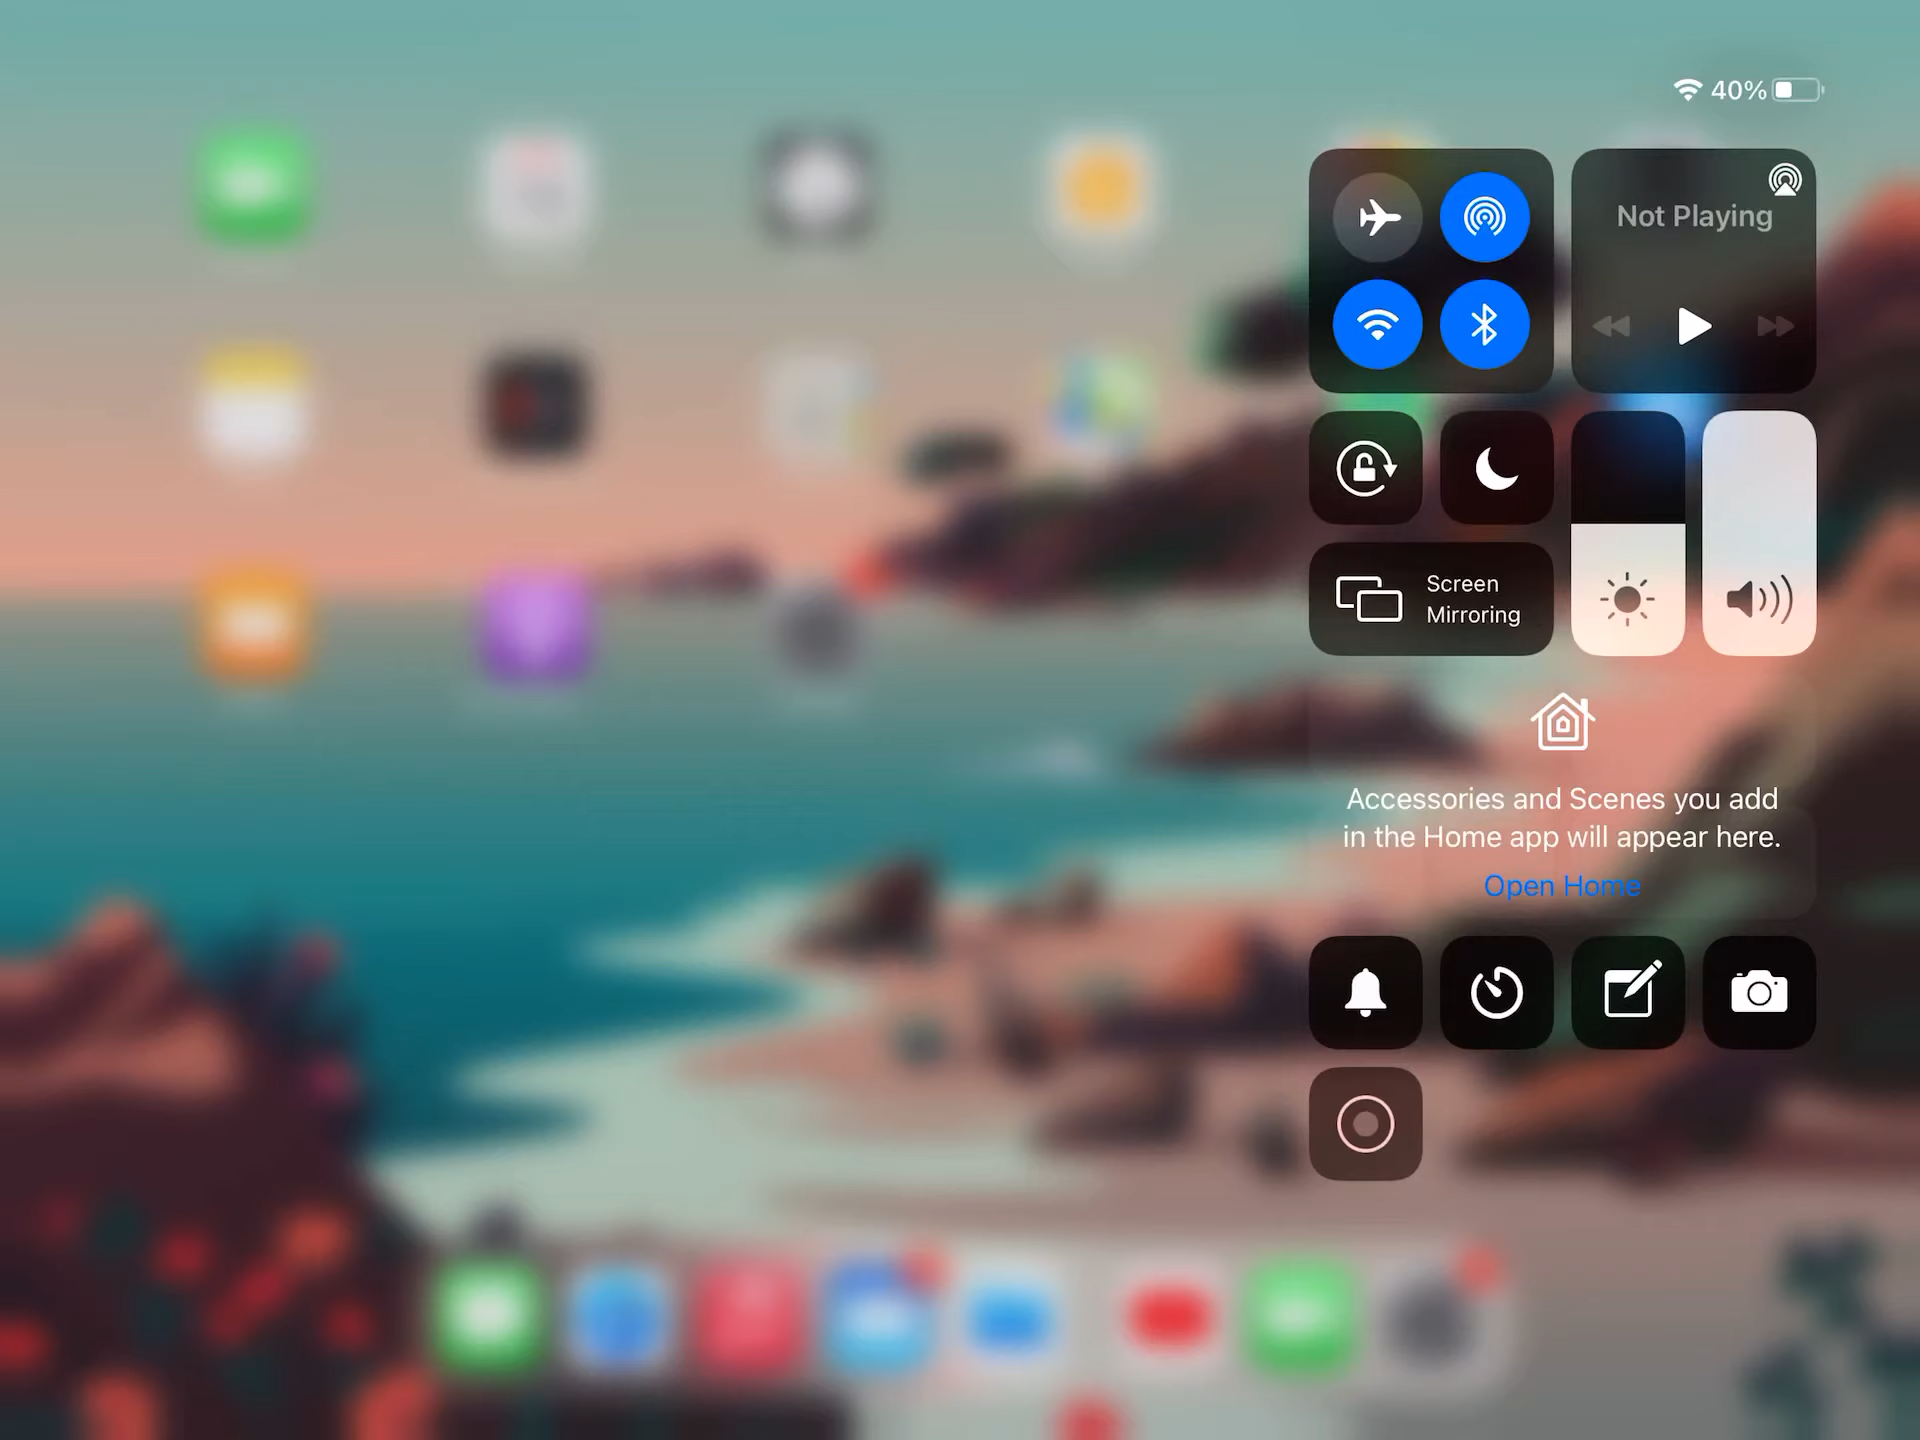 40%
Not Playing
Screen
Mirroring
Accessories and Scenes you add
in the Home app will appear here.
Open Home